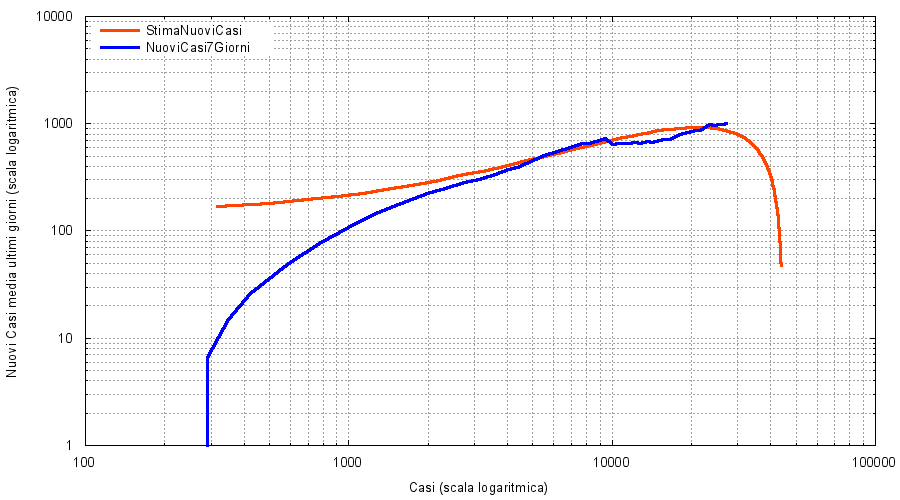 10000
StimaNuoviCasi
NuoviCasi7Giorni
1000
100
10
1
Nuovi Casi media ultimi giorni (scala logaritmica)
100
1000
10000
100000
Casi (scala logaritmica)